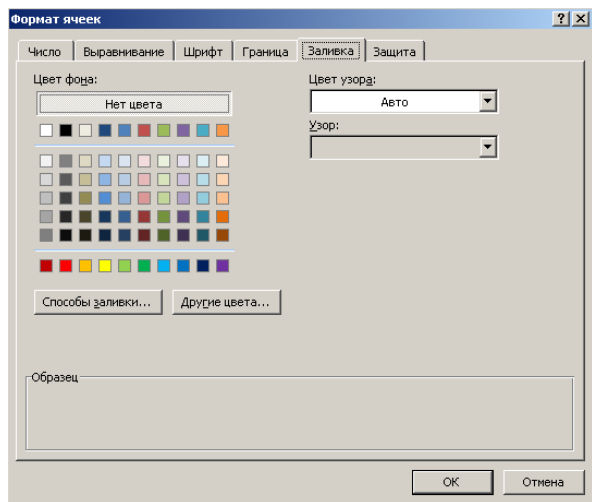 Формат ячеек
Число Выравнивание Шрифт Граница Заливка Защита
Цвет фона:
Нет цвета
Цвет узора:
Авто
Узор:
Способы заливки... Другие цвета...
Образец
OK Отмена